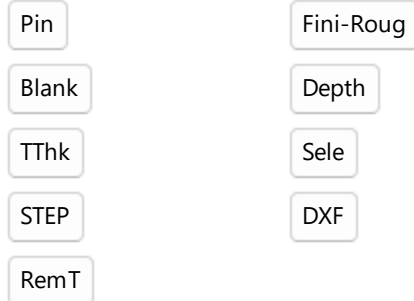 Pin
Fini-Roug
Blank
Depth
TThk
Sele
STEP
DXF
RemT